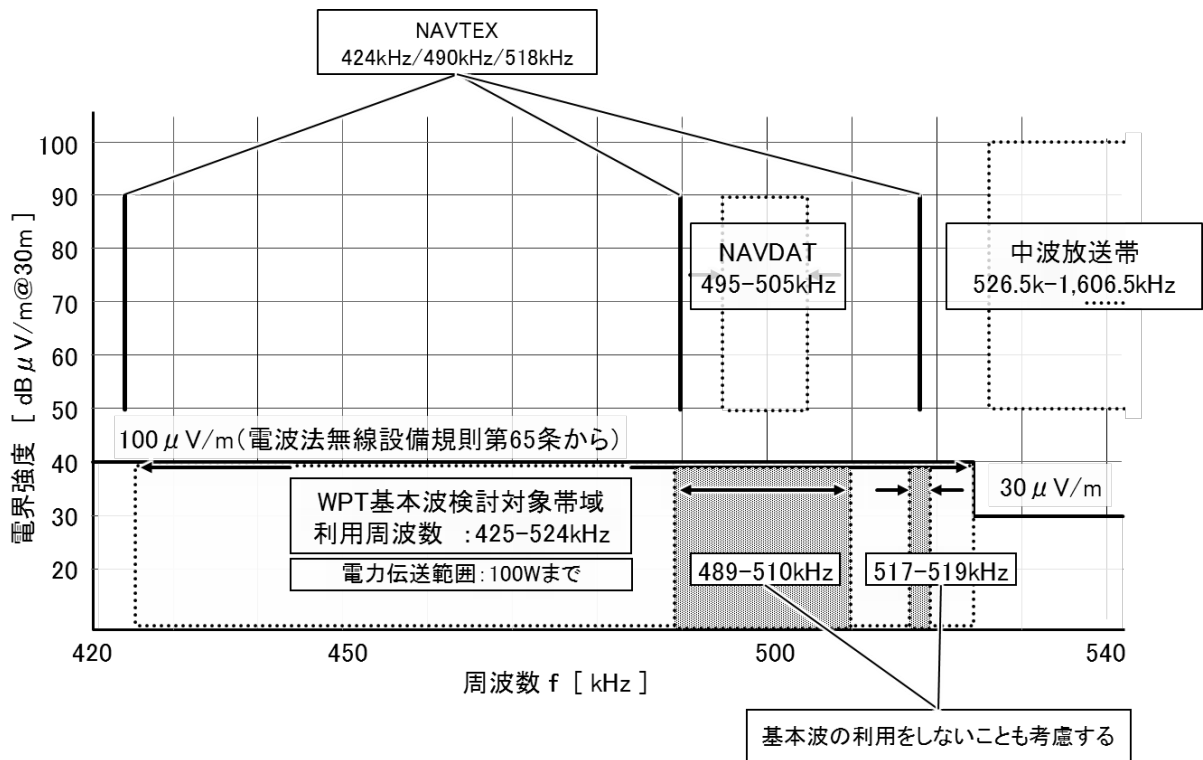 NAVTEX
424kHz/490kHz/518kHz
電界強度 [ dBμV/m@30m ]
100
90
80
70
60
50
40
30
20
NAVDAT
495-505kHz
中波放送帯
526.5k-1,606.5kHz
100μV/m(電波法無線設備規則第65条から)
30μV/m
WPT基本波検討対象帯域
利用周波数 :425-524kHz
電力伝送範囲:100Wまで
489-510kHz
517-519kHz
420
450
500
540
周波数 f [ kHz ]
基本波の利用をしないことも考慮する